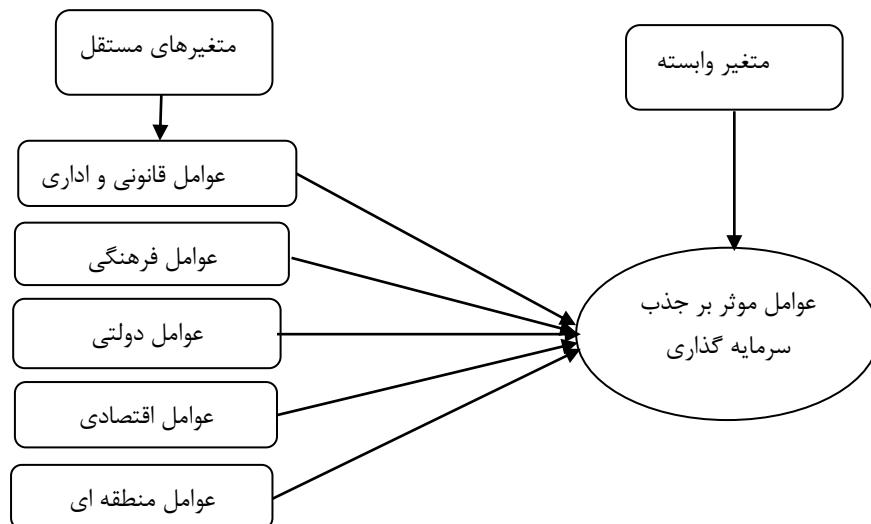 متغیرهای مستقل
متغیر وابسته
عوامل قانونی و اداری
عوامل فرهنگی
عوامل دولتی
عوامل اقتصادی
عوامل منطقه ای
عوامل موثر بر جذب
سرمایه گذاری